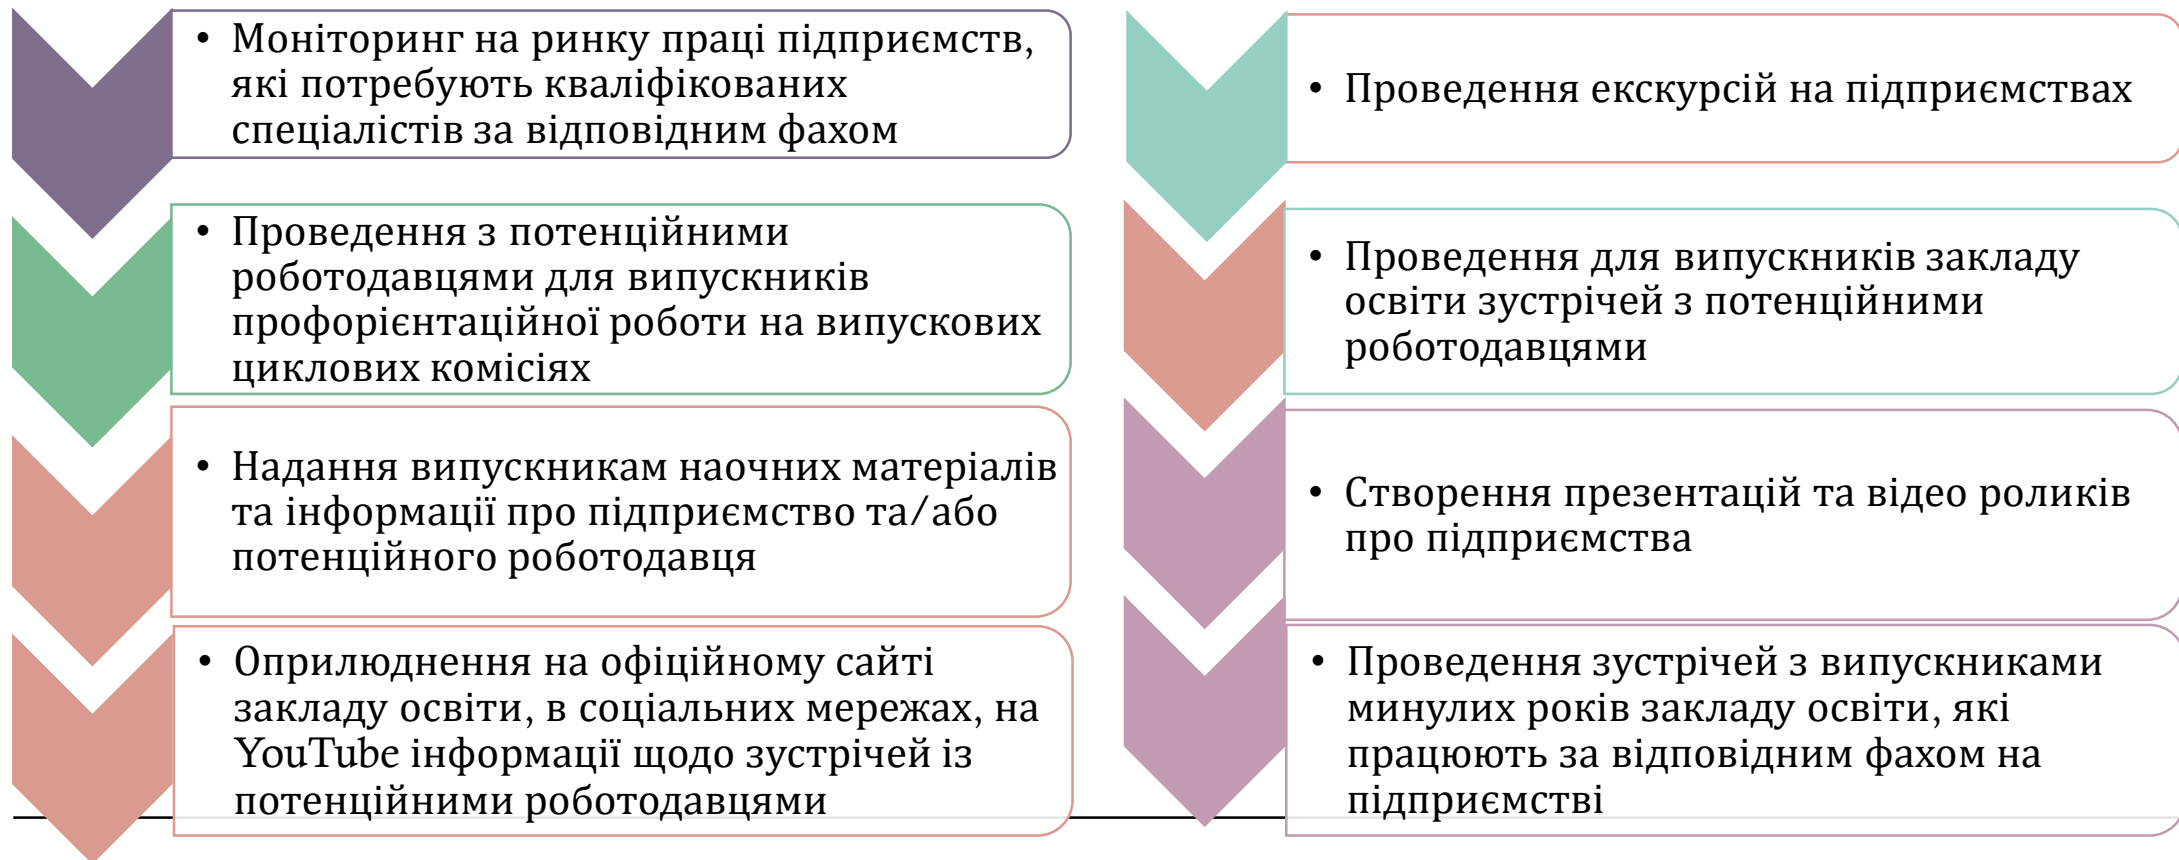 • Моніторинг на ринку праці підприємств,
які потребують кваліфікованих
спеціалістів за відповідним фахом
• Проведення з потенційними
роботодавцями для випускників
профорієнтаційної роботи на випускових
циклових комісіях
• Надання випускникам наочних матеріалів
та інформації про підприємство та/або
потенційного роботодавця
• Оприлюднення на офіційному сайті
закладу освіти, в соціальних мережах, на
YouTube інформації щодо зустрічей із
потенційними роботодавцями
• Проведення екскурсій на підприємствах
• Проведення для випускників закладу
освіти зустрічей з потенційними
роботодавцями
• Створення презентацій та відео роликів
про підприємства
• Проведення зустрічей з випускниками
минулих років закладу освіти, які
працюють за відповідним фахом на
підприємстві